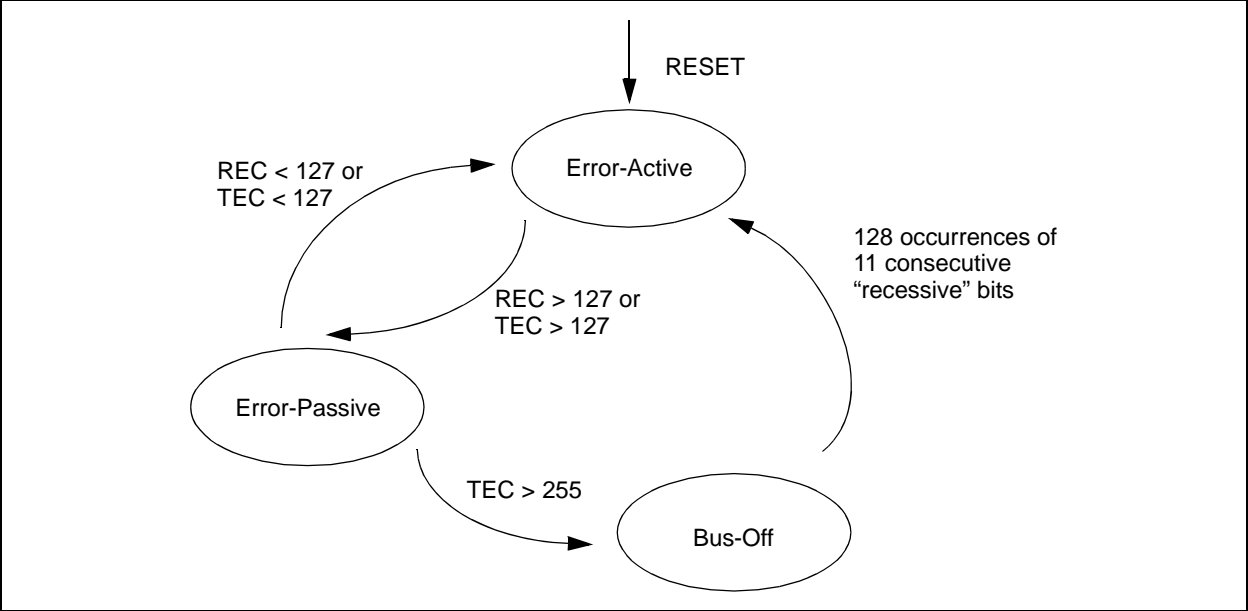 RESET
Error-Active
REC < 127 or
TEC < 127
128 occurrences of
11 consecutive
“recessive” bits
REC > 127 or
TEC > 127
Error-Passive
TEC > 255
Bus-Off